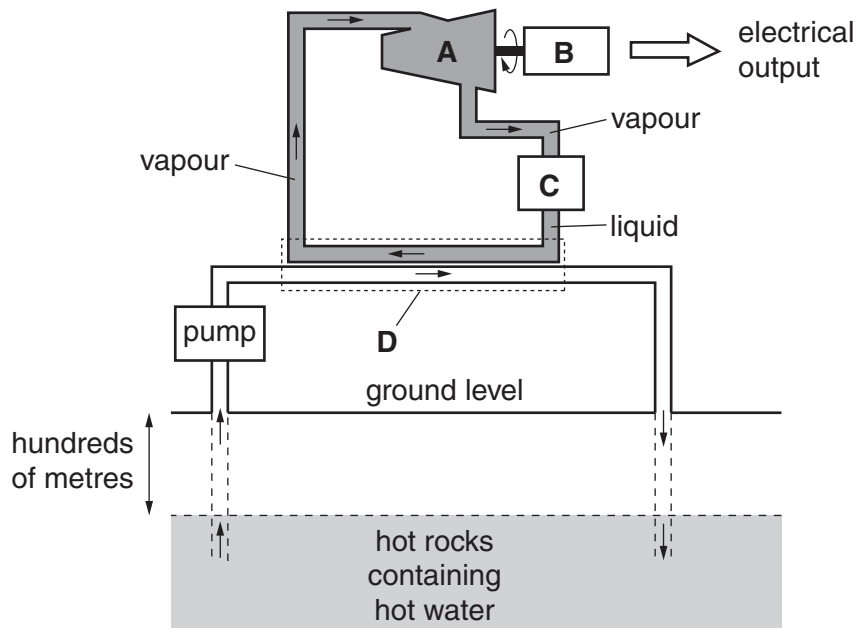 A
B
electrical
output
vapour
vapour
C
liquid
D
pump
ground level
hundreds
of metres
hot rocks
containing
hot water